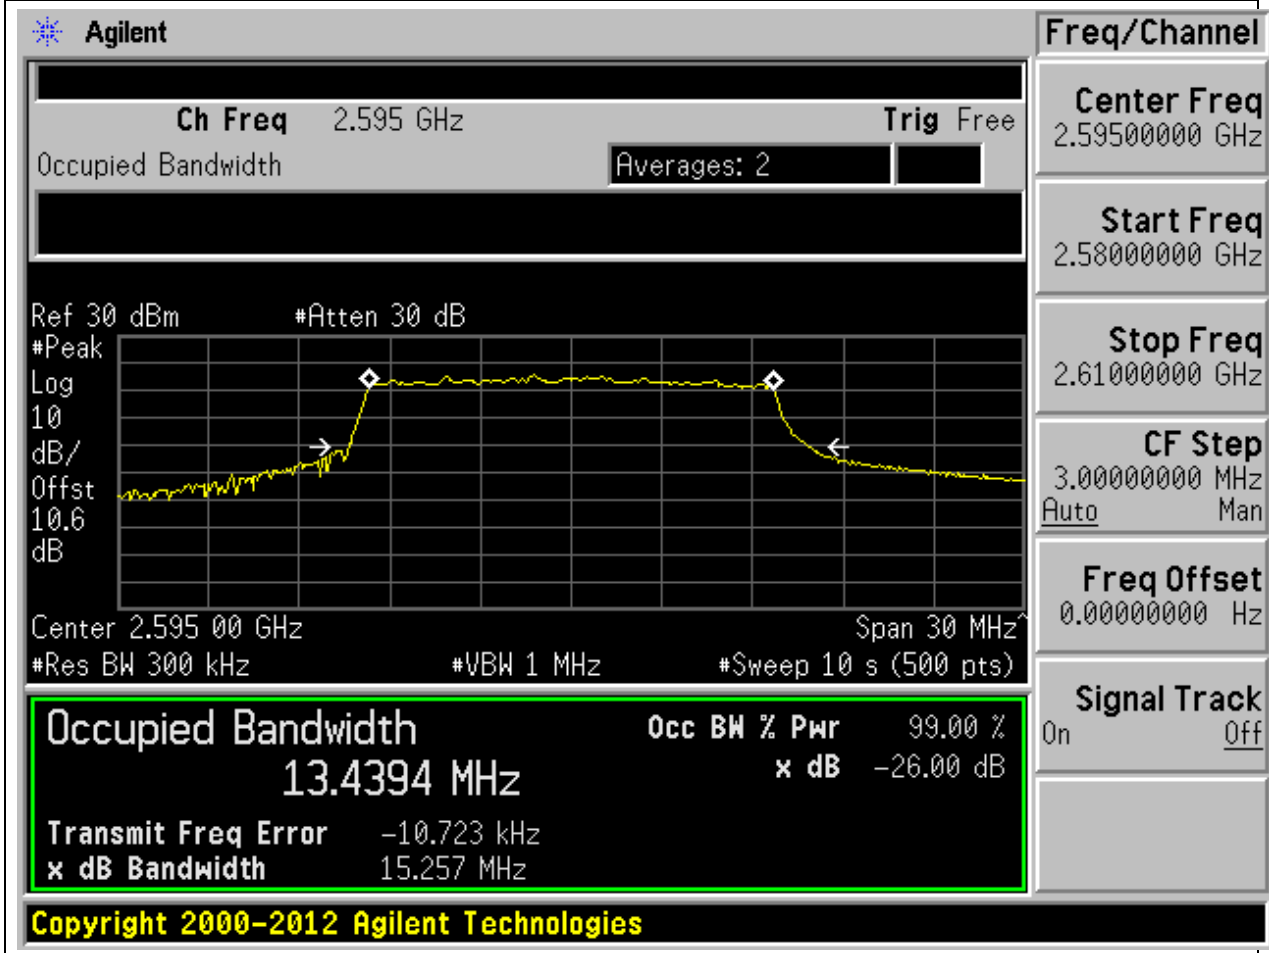 Agilent
Freq/Channel
Ch Freq 2.595 GHz Trig Free
Occupied Bandwidth Averages: 2
Center Freq
2.59500000 GHz
Start Freq
2.58000000 GHz
Stop Freq
2.61000000 GHz
CF Step
3.00000000 MHz
Auto Man
Freq Offset
0.00000000 Hz
Signal Track
On Off
Ref 30 dBm #Atten 30 dB
#Peak
Log
10
dB/
Offst
10.6
dB
Center 2.595 00 GHz Span 30 MHz^
#Res BW 300 kHz #VBW 1 MHz #Sweep 10 s (500 pts)
Occupied Bandwidth Occ BW % Pwr 99.00 %
13.4394 MHz x dB -26.00 dB
Transmit Freq Error -10.723 kHz
x dB Bandwidth 15.257 MHz
Copyright 2000-2012 Agilent Technologies